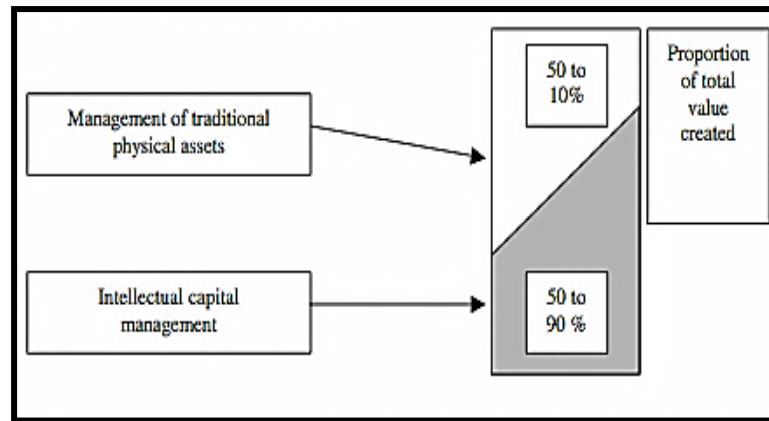 Management of traditional
physical assets
50 to
10%
Proportion
of total
value
created
Intellectual capital
management
50 to
90 %